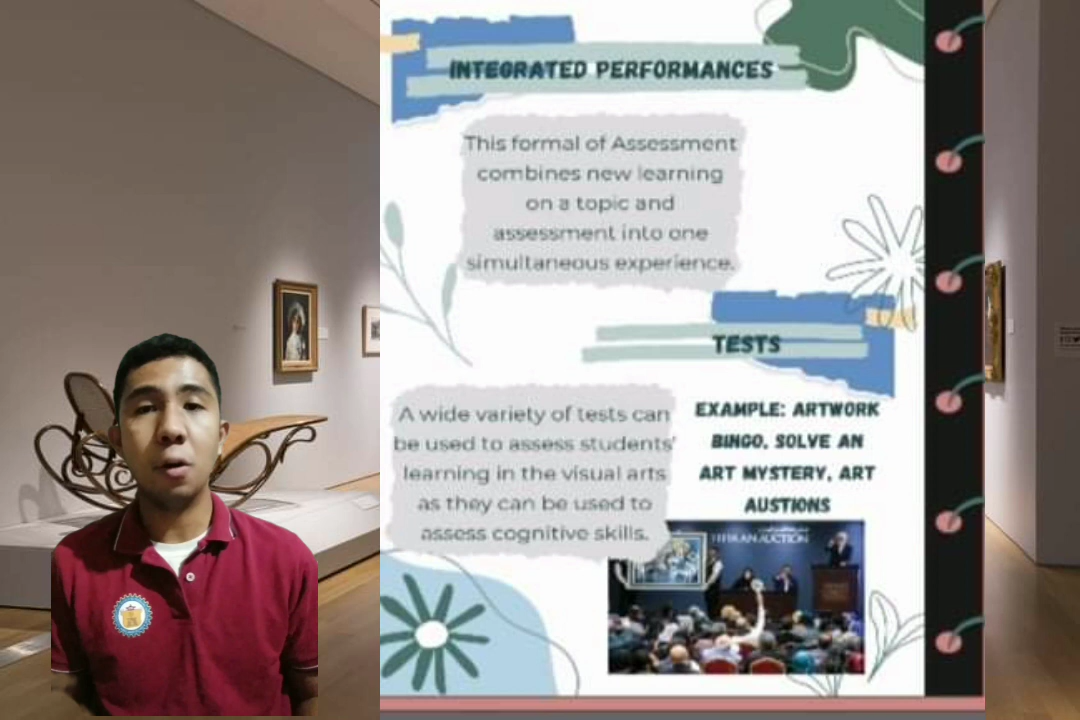 INTEGRATED PERFORMANCES
This formal of Assessment
combines new learning
on a topic and
assessment into one
simultaneous experience.
TESTS
A wide variety of tests can
be used to assess students'
learning in the visual arts
as they can be used to
assess cognitive skills.
EXAMPLE: ARTWORK
BINGO, SOLVE AN
ART MYSTERY, ART
AUSTIONS
AUCTION